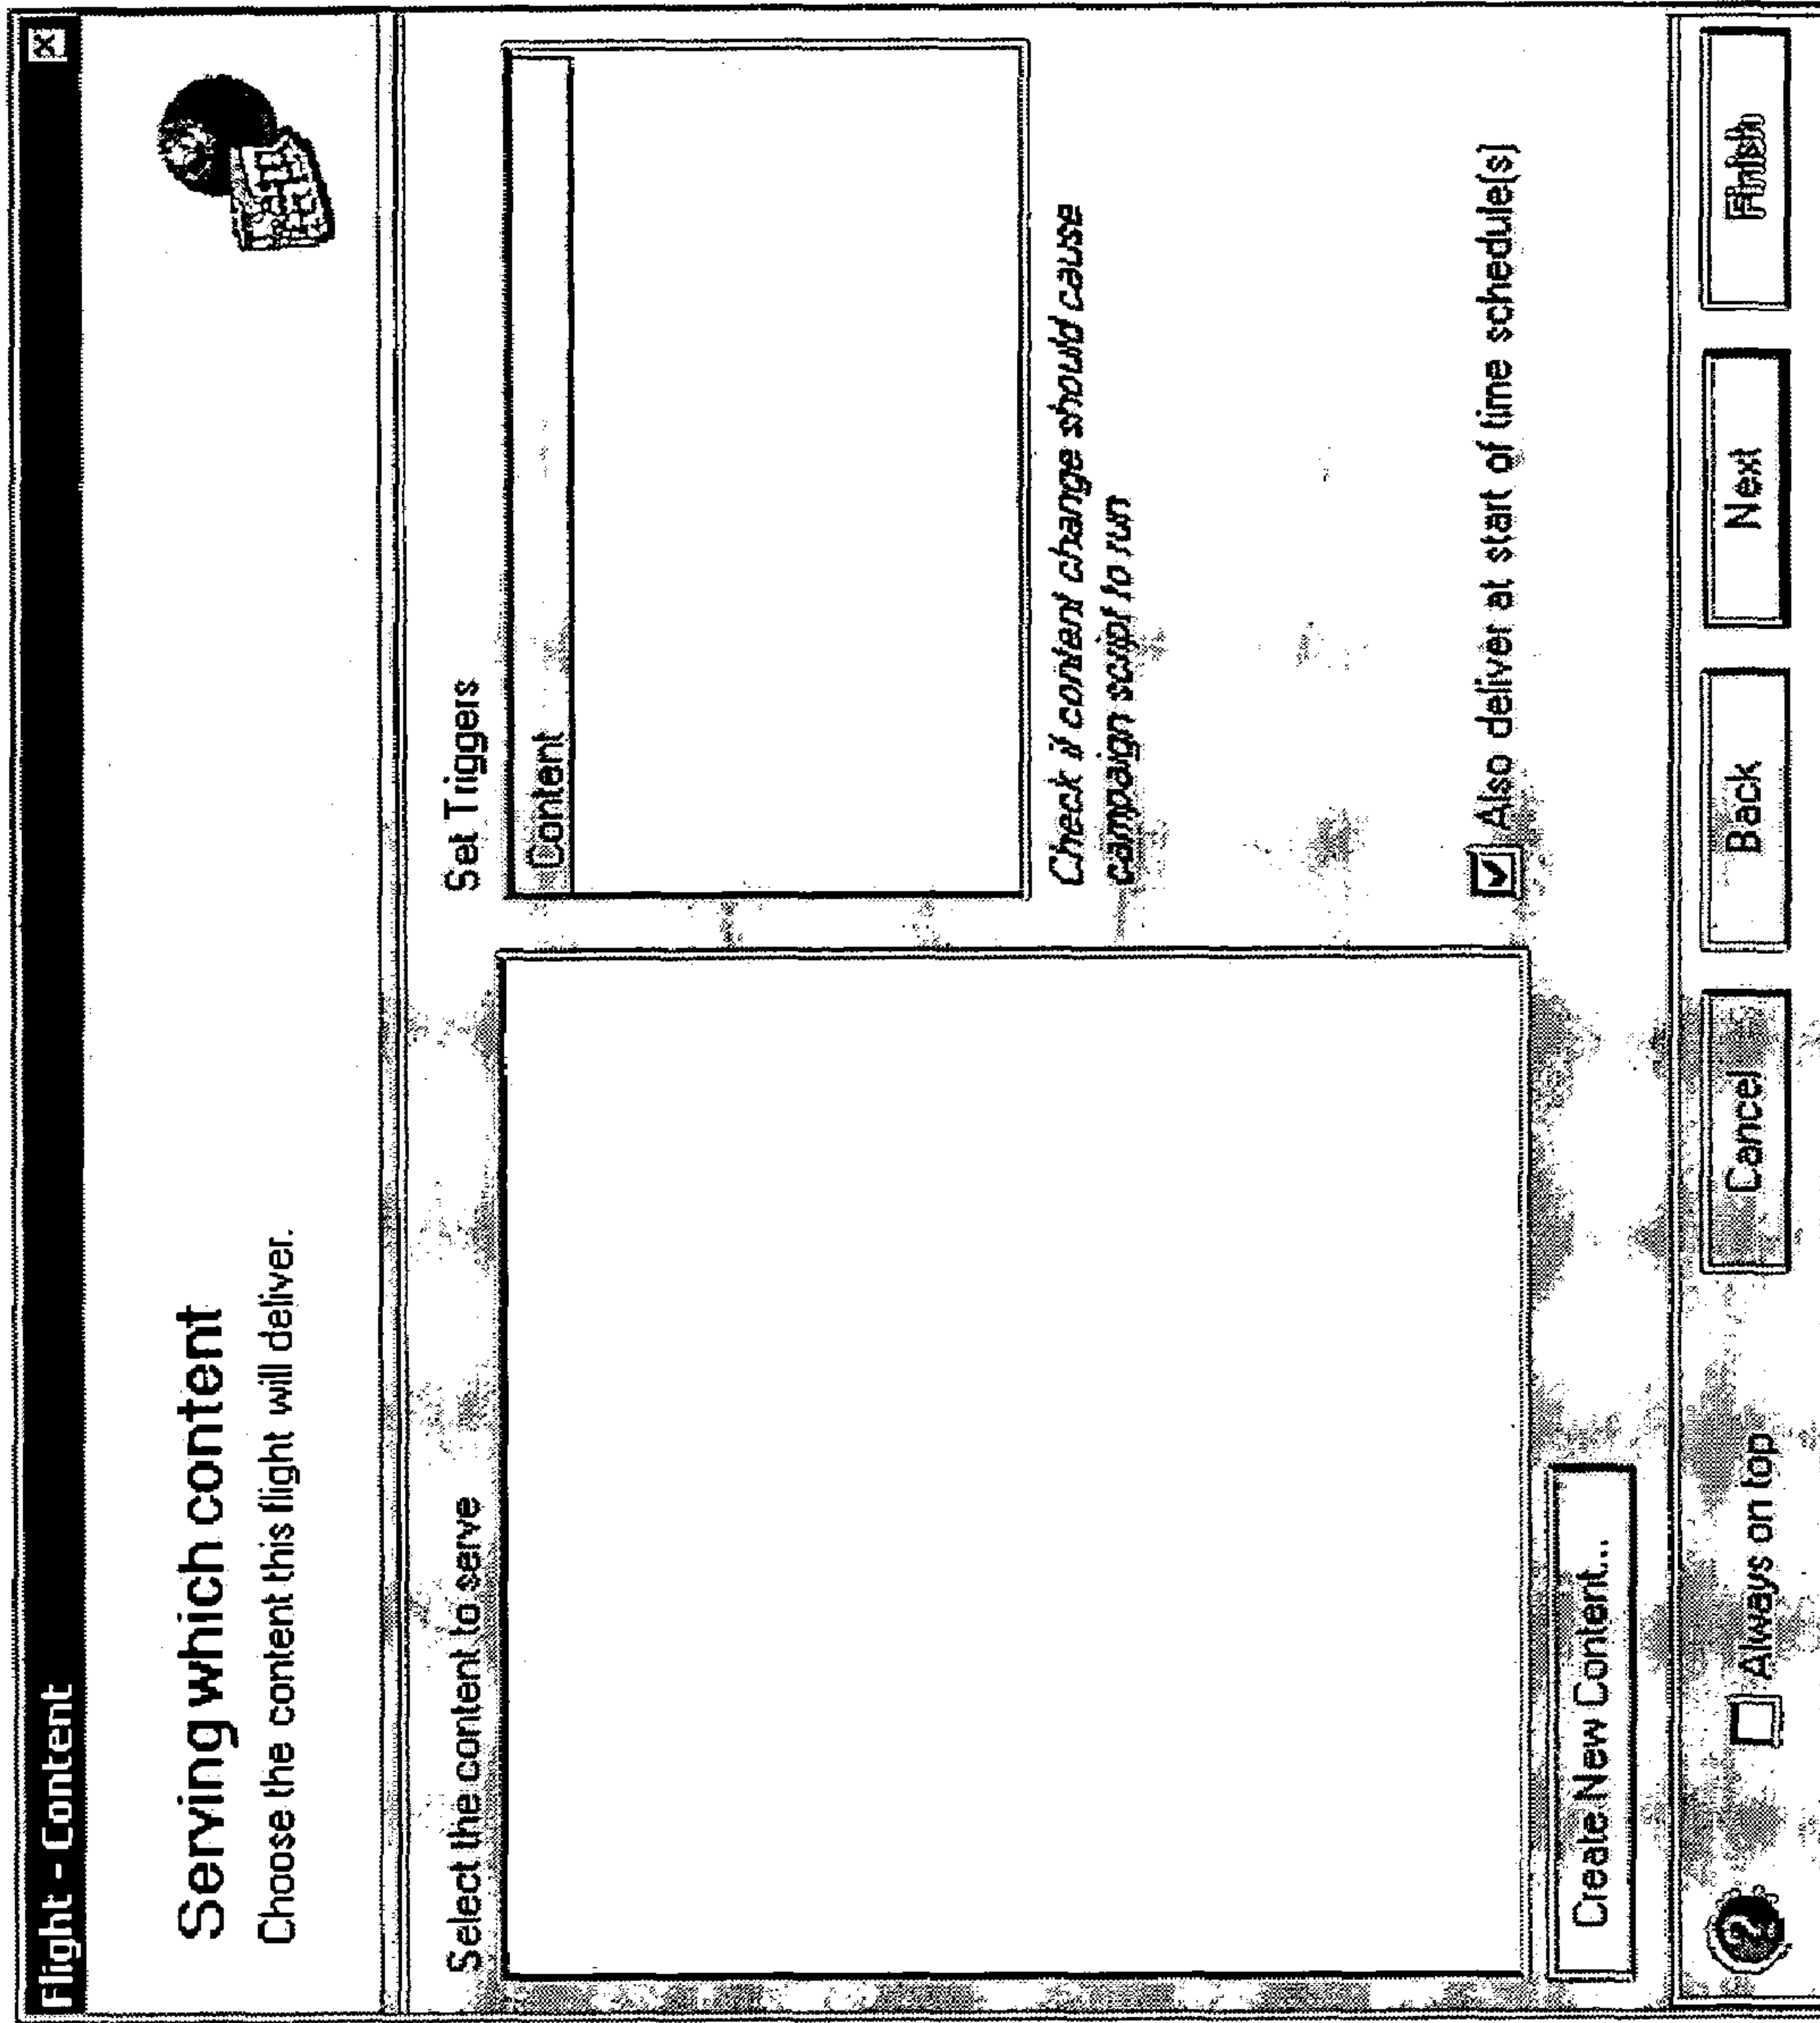 Flight - Content
Serving which content
Choose the content this flight will deliver.
Select the content to serve
Set Triggers
Content
Check if content change should cause
campaign script to run
Also deliver at start of time schedule(s)
Create New Content...
Always on top
Cancel
Back
Next
Finish